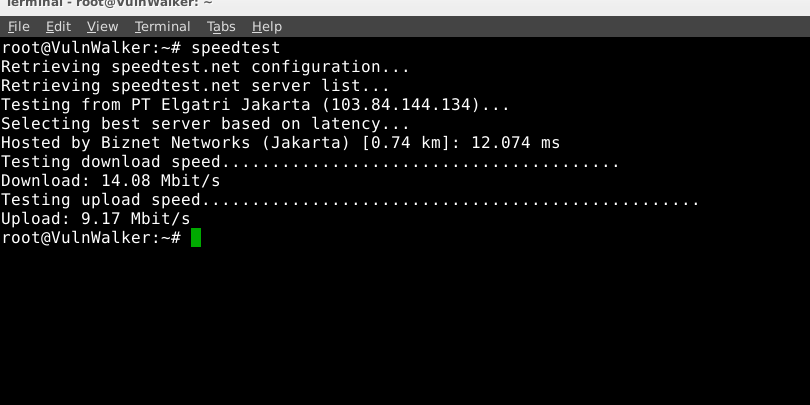 Terminal - root@VulnWalker: ~
File Edit View Terminal Tabs Help
root@VulnWalker:~# speedtest
Retrieving speedtest.net configuration...
Retrieving speedtest.net server list...
Testing from PT Elgatri Jakarta (103.84.144.134)...
Selecting best server based on latency...
Hosted by Biznet Networks (Jakarta) [0.74 km]: 12.074 ms
Testing download speed........................................
Download: 14.08 Mbit/s
Testing upload speed..................................................
Upload: 9.17 Mbit/s
root@VulnWalker:~#